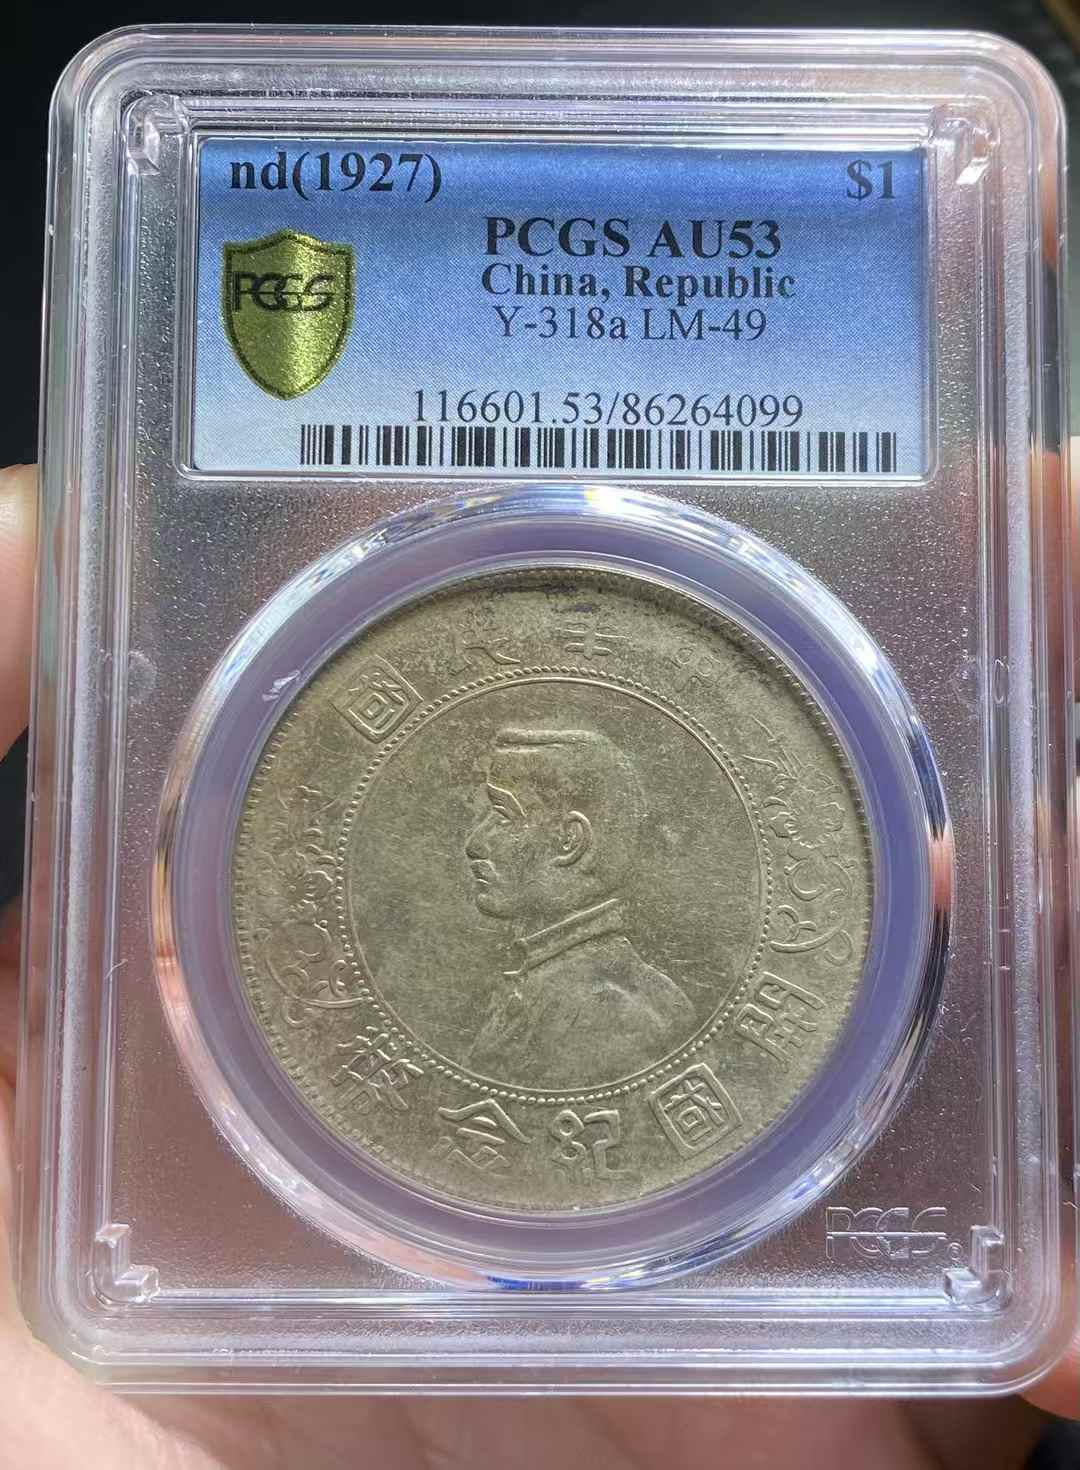 nd(1927) $1
PCGS AU53
China, Republic
PCGS
Y-318a LM-49
116601.53/86264099
中華民國
開國紀念幣
PCGS